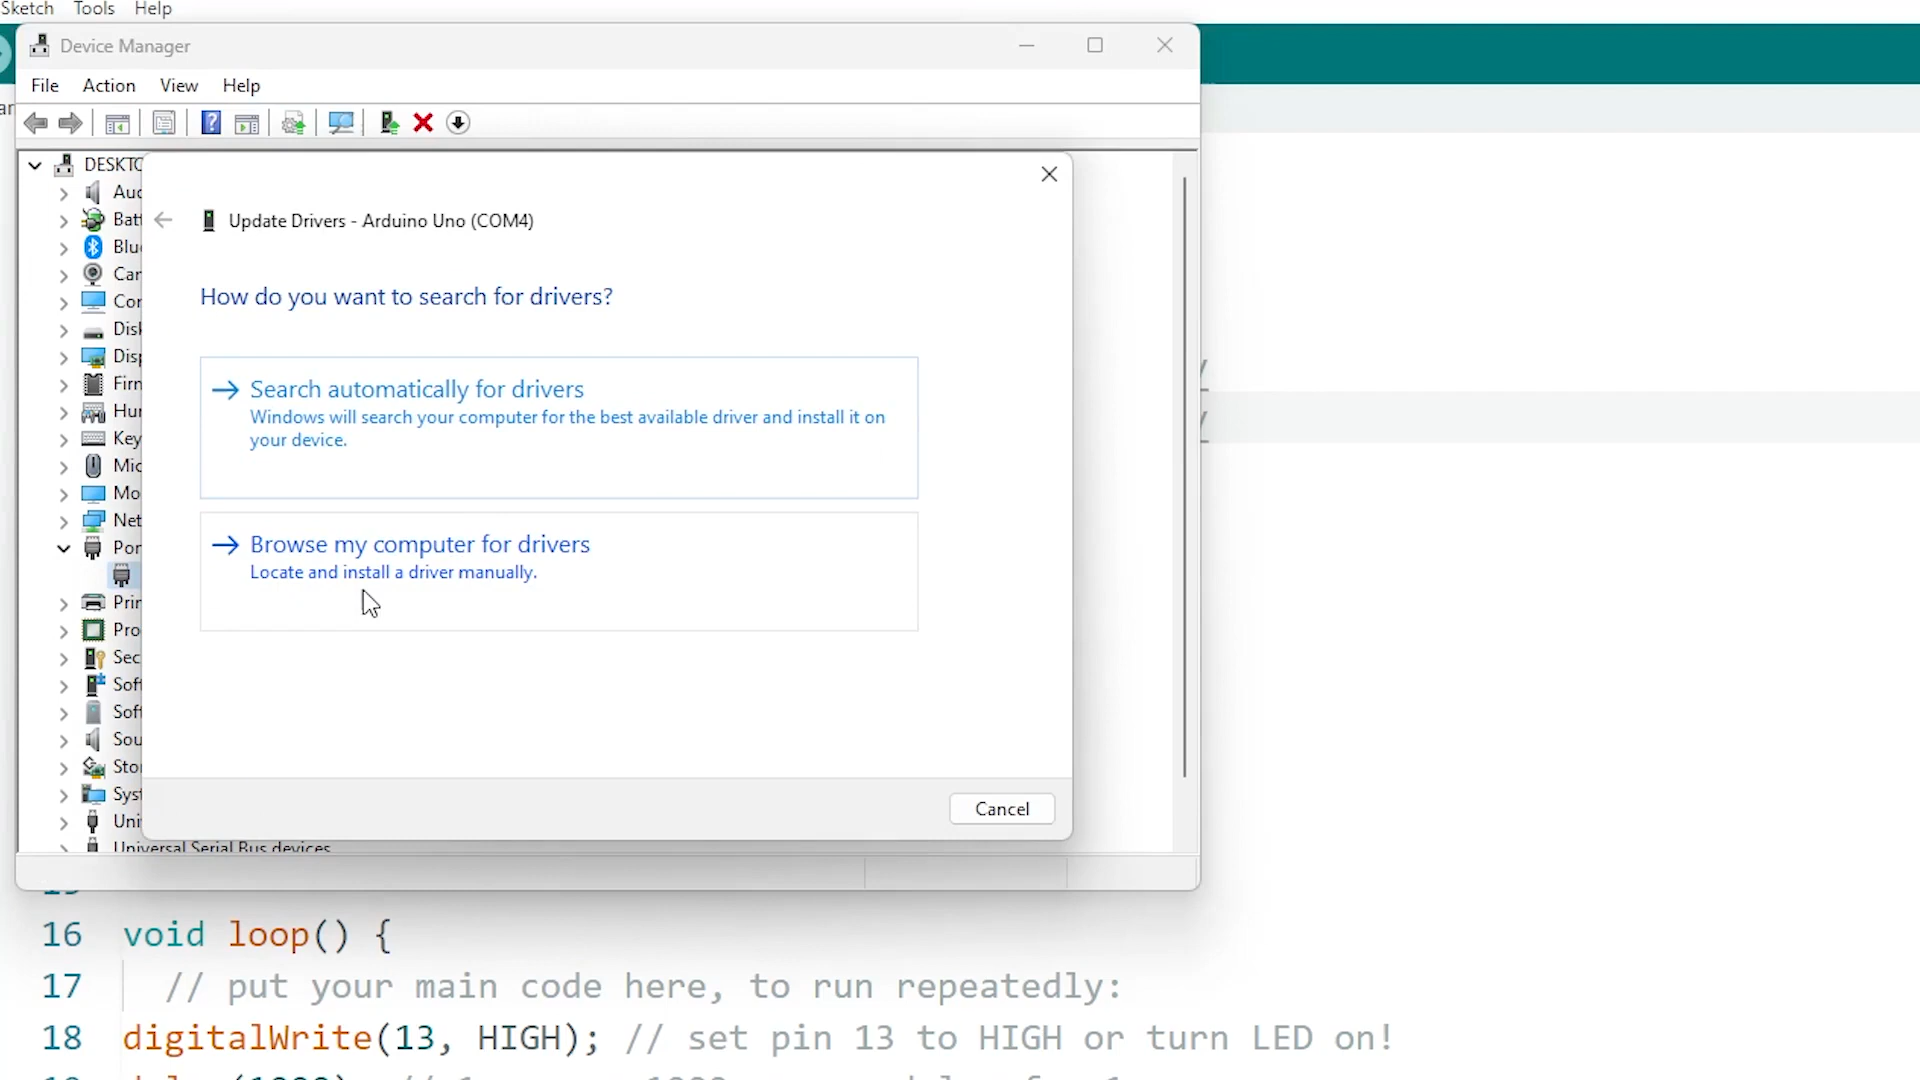 Sketch Tools Help
Device Manager
File Action View Help
DESKTO
Auc
Batt
Blu
Car
Cor
Disk
Disp
Firn
Hur
Key
Mic
Mo
Net
Por
Prin
Pro
Sec
Soft
Soft
Sou
Stor
Syst
Uni
Universal Serial Bus devices
Update Drivers - Arduino Uno (COM4)
How do you want to search for drivers?
Search automatically for drivers
Windows will search your computer for the best available driver and install it on
your device.
Browse my computer for drivers
Locate and install a driver manually.
Cancel
16 void loop() {
17 // put your main code here, to run repeatedly:
18 digitalWrite(13, HIGH); // set pin 13 to HIGH or turn LED on!